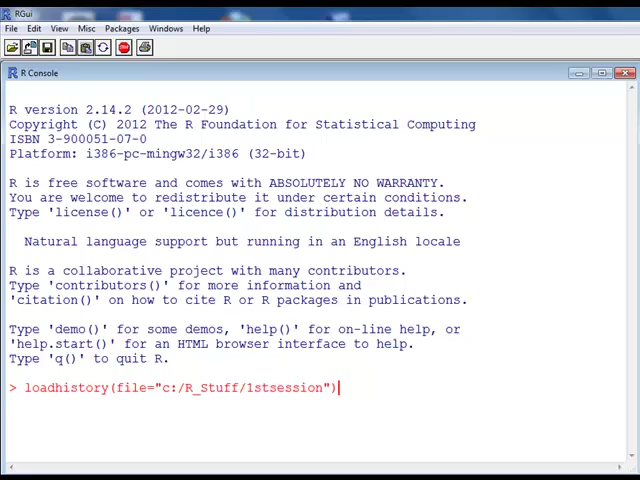 RGui
File Edit View Misc Packages Windows Help
R Console
R version 2.14.2 (2012-02-29)
Copyright (C) 2012 The R Foundation for Statistical Computing
ISBN 3-900051-07-0
Platform: i386-pc-mingw32/i386 (32-bit)
R is free software and comes with ABSOLUTELY NO WARRANTY.
You are welcome to redistribute it under certain conditions.
Type 'license()' or 'licence()' for distribution details.
Natural language support but running in an English locale
R is a collaborative project with many contributors.
Type 'contributors()' for more information and
'citation()' on how to cite R or R packages in publications.
Type 'demo()' for some demos, 'help()' for on-line help, or
'help.start()' for an HTML browser interface to help.
Type 'q()' to quit R.
> loadhistory(file="c:/R_Stuff/1stsession")